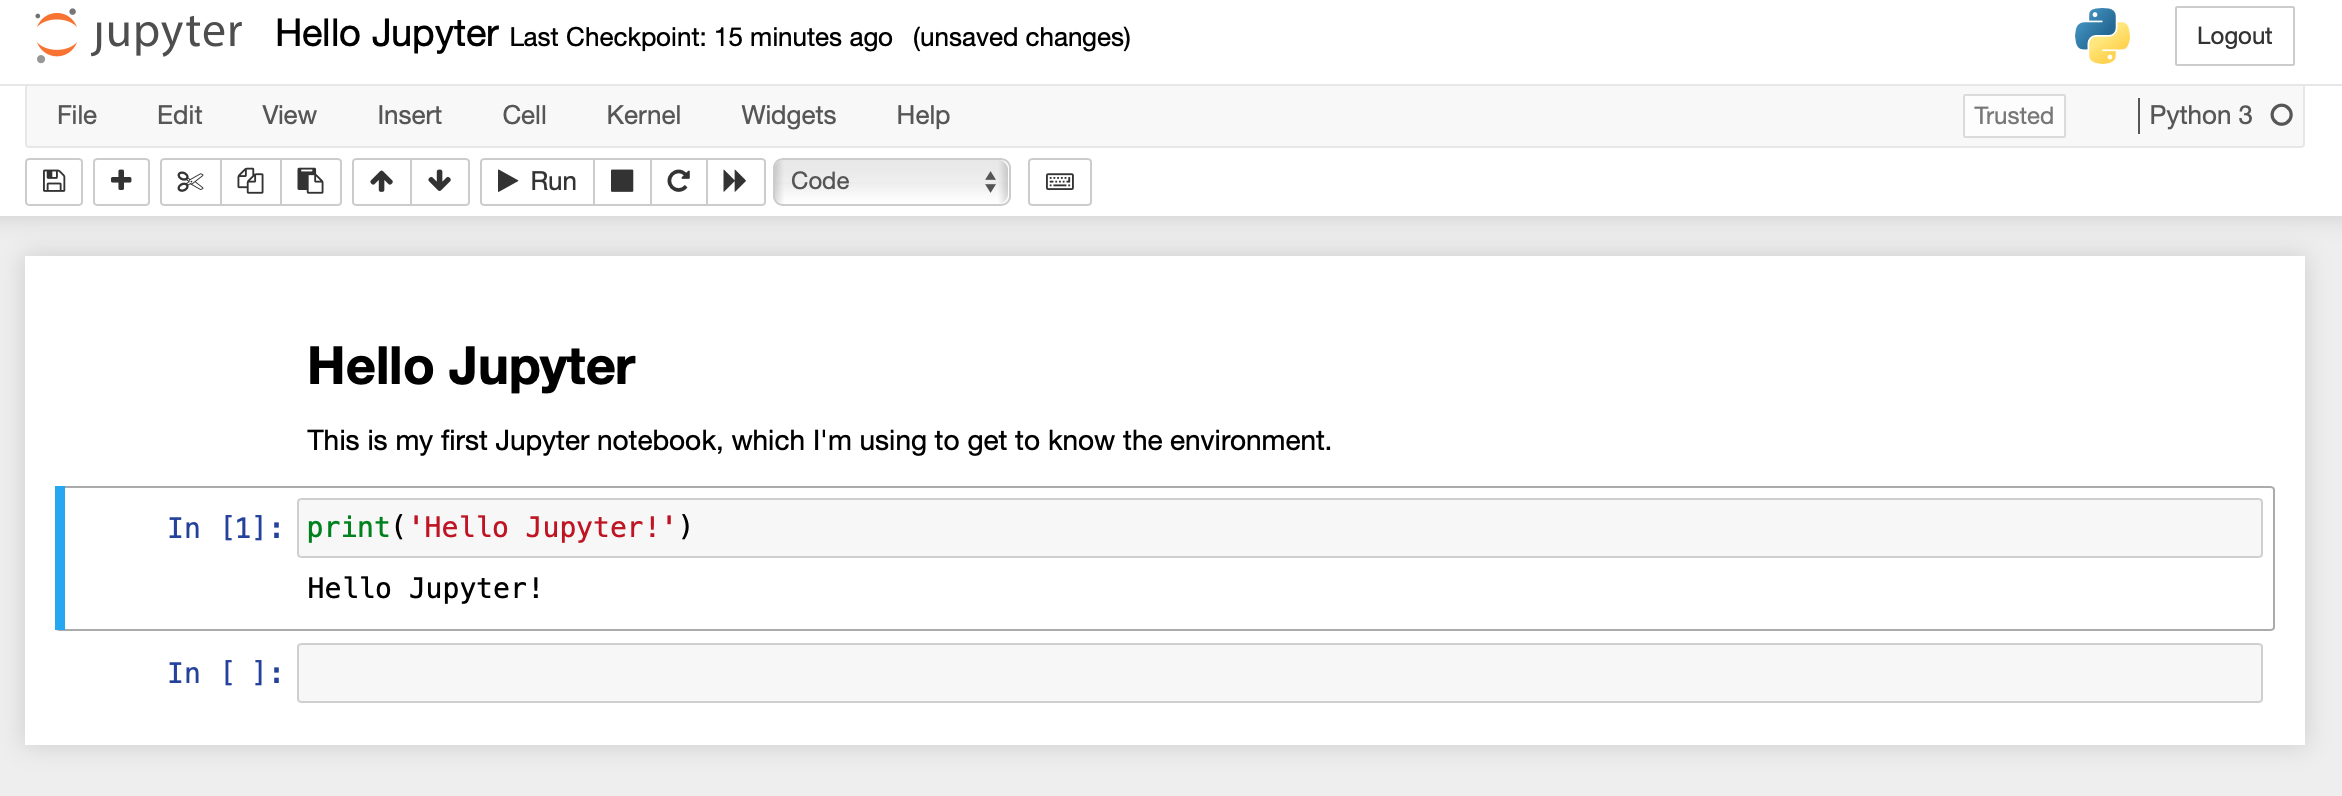 jupyter Hello Jupyter Last Checkpoint: 15 minutes ago (unsaved changes) Logout
File Edit View Insert Cell Kernel Widgets Help Trusted Python 3
Run Code
Hello Jupyter
This is my first Jupyter notebook, which I'm using to get to know the environment.
In [1]: print('Hello Jupyter!')
Hello Jupyter!
In [ ]: